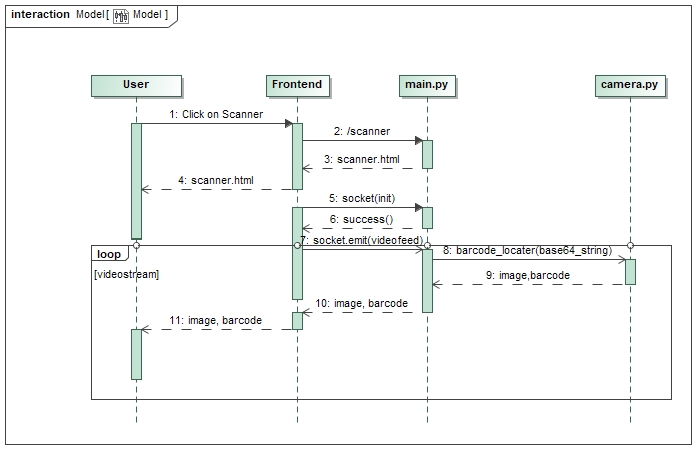 interaction Model[ Model ]
User
Frontend
main.py
camera.py
1: Click on Scanner
2: /scanner
3: scanner.html
4: scanner.html
5: socket(init)
6: success()
7: socket.emit(videofeed)
8: barcode_locater(base64_string)
loop
[videostream]
9: image,barcode
10: image, barcode
11: image, barcode